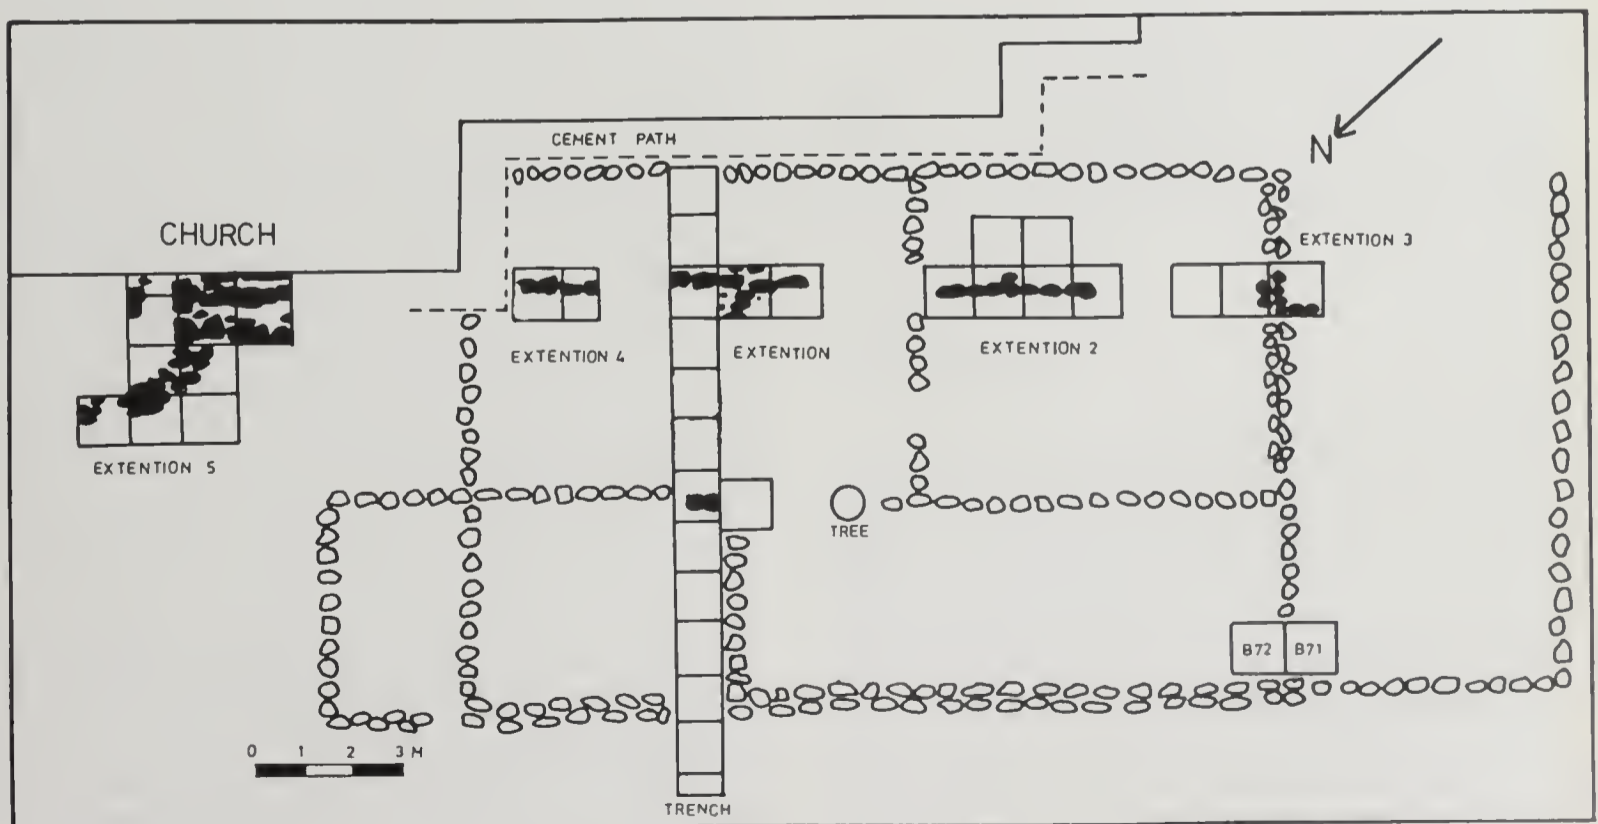 CEMENT PATH
N
CHURCH
EXTENTION 3
EXTENTION 4
EXTENTION
EXTENTION 2
EXTENTION 5
TREE
B72 B71
0 1 2 3 M
TRENCH